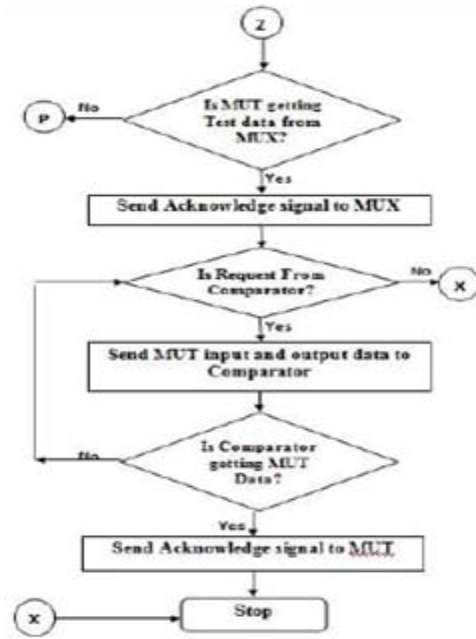 Z
Is MUT getting
Test data from
MUX?
No
P
Yes
Send Acknowledge signal to MUX
Is Request From
Comparator?
No
X
Yes
Send MUT input and output data to
Comparator
Is Comparator
getting MUT
Data?
No
Yes
Send Acknowledge signal to MUT
Stop
X